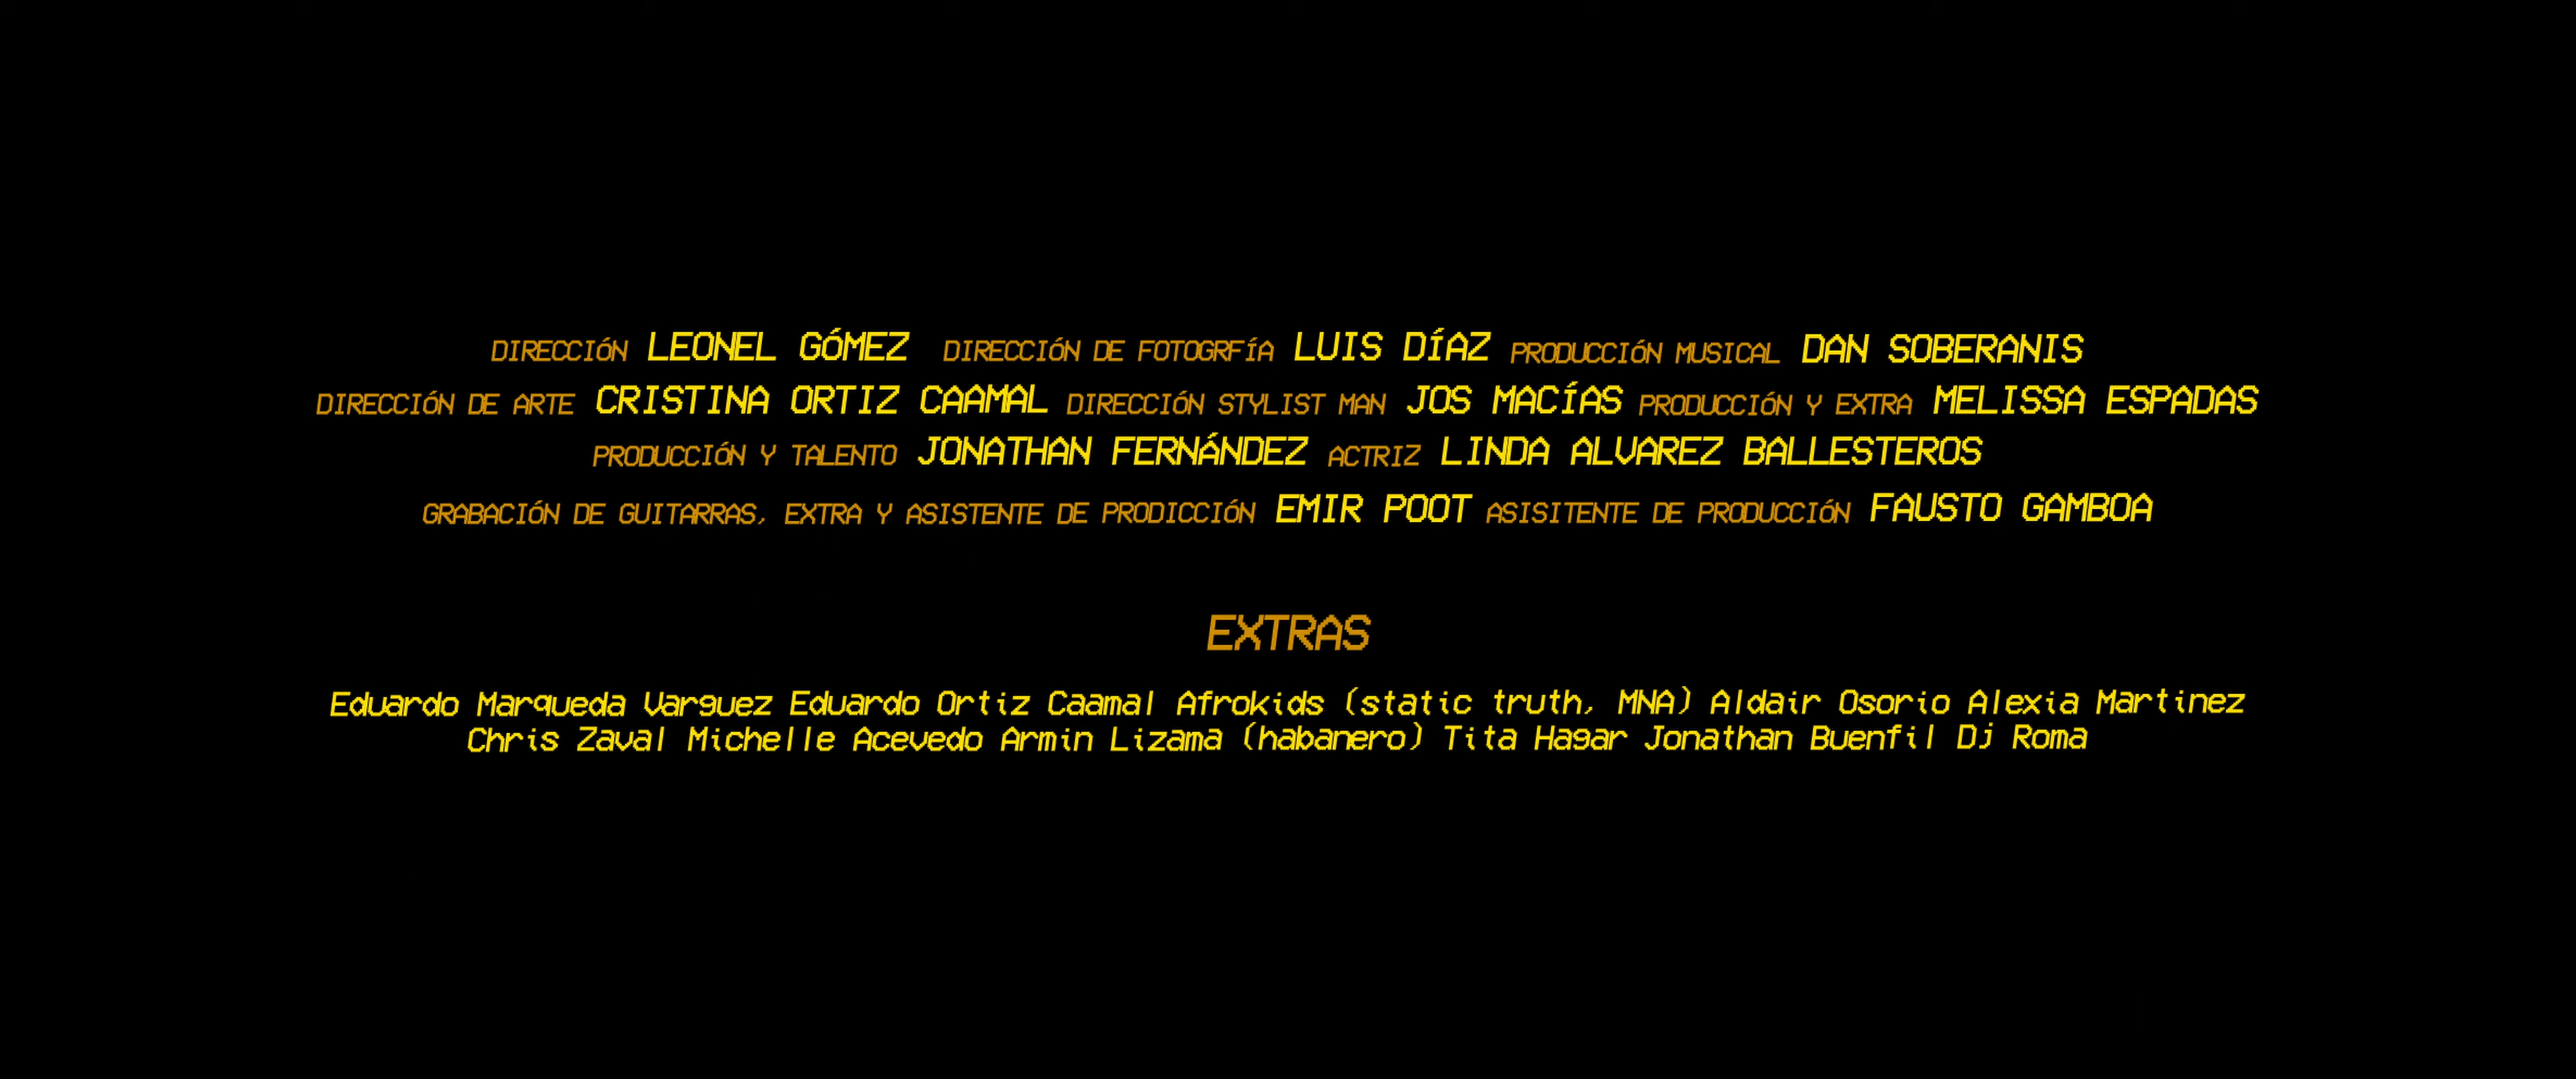 DIRECCIóN LEONEL GÓMEZ DIRECCIóN DE FOTOGRFíA LUIS DÍAZ PRODUCCIóN MUSICAL DAN SOBERANIS
DIRECCIóN DE ARTE CRISTINA ORTIZ CAAMAL DIRECCIóN STYLIST MAN JOS MACÍAS PRODUCCIóN Y EXTRA MELISSA ESPADAS
PRODUCCIóN Y TALENTO JONATHAN FERNÁNDEZ ACTRIZ LINDA ALVAREZ BALLESTEROS
GRABACIóN DE GUITARRAS, EXTRA Y ASISTENTE DE PRODICCIóN EMIR POOT ASISITENTE DE PRODUCCIóN FAUSTO GAMBOA
EXTRAS
Eduardo Marqueda Varguez Eduardo Ortiz Caamal Afrokids (static truth, MNA) Aldair Osorio Alexia Martinez
Chris Zaval Michelle Acevedo Armin Lizama (habanero) Tita Hagar Jonathan Buenfil Dj Roma